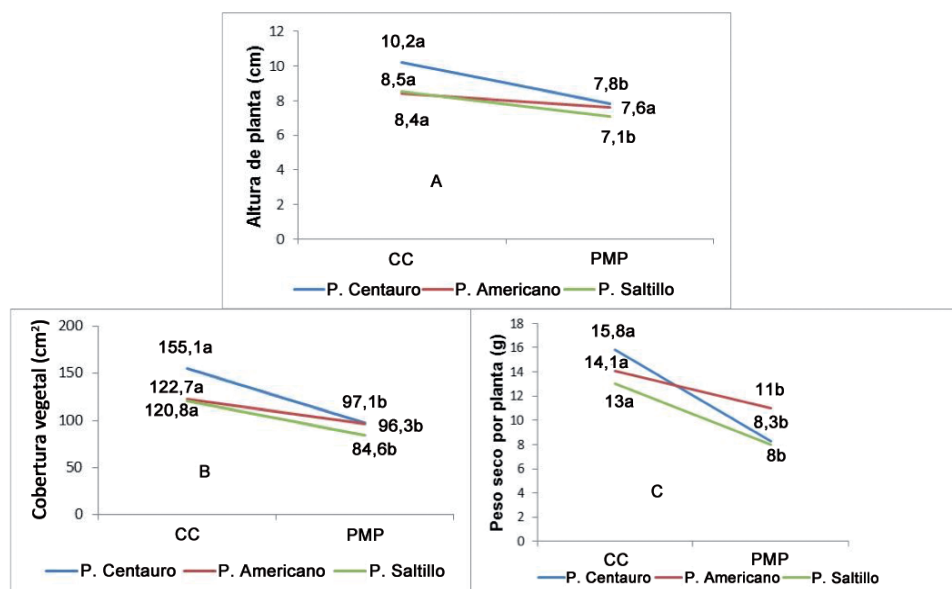 Altura de planta (cm)
12
10
8
6
4
2
0
10,2a
8,5a
8,4a
7,8b
7,6a
7,1b
A
CC PMP
P. Centauro P. Americano P. Saltillo
Cobertura vegetal (cm²)
200
150
100
50
0
155,1a
122,7a
120,8a
97,1b
96,3b
84,6b
B
CC PMP
P. Centauro P. Americano P. Saltillo
Peso seco por planta (g)
18
16
14
12
10
8
6
4
2
0
15,8a
14,1a
13a
11b
8,3b
8b
C
CC PMP
P. Centauro P. Americano P. Saltillo